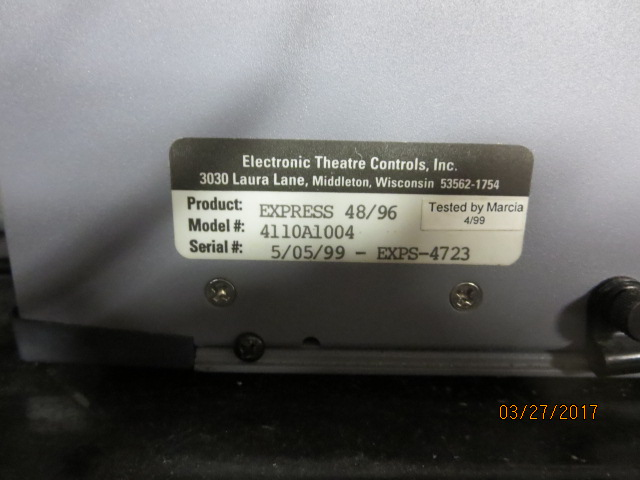 Electronic Theatre Controls, Inc.
3030 Laura Lane, Middleton, Wisconsin 53562-1754
Product: EXPRESS 48/96
Model #: 4110A1004
Serial #: 5/05/99 - EXPS-4723
Tested by Marcia
4/99
03/27/2017